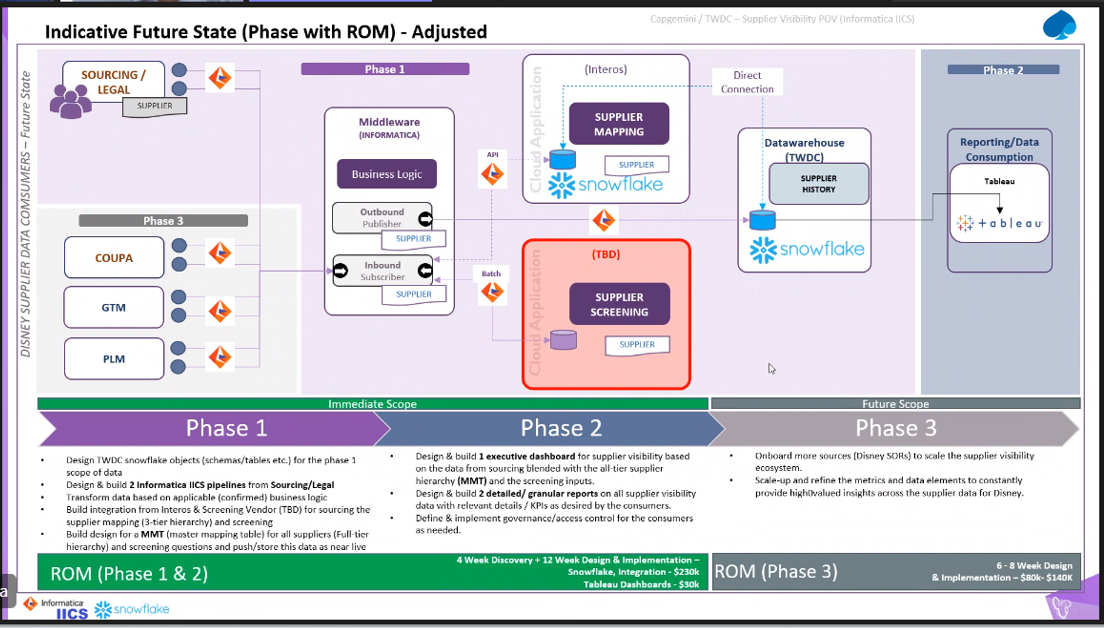 Capgemini / TWDC – Supplier Visibility POV (Informatica IICS)
Indicative Future State (Phase with ROM) - Adjusted
DISNEY SUPPLIER DATA COMSUMERS – Future State
SOURCING /
LEGAL
SUPPLIER
Phase 3
COUPA
GTM
PLM
Phase 1
Middleware
(INFORMATICA)
Business Logic
Outbound
Publisher
SUPPLIER
Inbound
Subscriber
SUPPLIER
API
Batch
Cloud Application
(Interos)
SUPPLIER
MAPPING
SUPPLIER
snowflake
Direct
Connection
Cloud Application
(TBD)
SUPPLIER
SCREENING
SUPPLIER
Datawarehouse
(TWDC)
SUPPLIER
HISTORY
snowflake
Phase 2
Reporting/Data
Consumption
Tableau
+ a b | e a u
Immediate Scope
Future Scope
Phase 1
Phase 2
Phase 3
• Design TWDC snowflake objects (schemas/tables etc.) for the phase 1
scope of data
• Design & build 2 Informatica IICS pipelines from Sourcing/Legal
• Transform data based on applicable (confirmed) business logic
• Build integration from Interos & Screening Vendor (TBD) for sourcing the
supplier mapping (3-tier hierarchy) and screening
• Build design for a MMT (master mapping table) for all suppliers (Full-tier
hierarchy) and screening questions and push/store this data as near live
• Design & build 1 executive dashboard for supplier visibility based
on the data from sourcing blended with the all-tier supplier
hierarchy (MMT) and the screening inputs.
• Design & build 2 detailed/ granular reports on all supplier visibility
data with relevant details / KPIs as desired by the consumers.
• Define & implement governance/access control for the consumers
as needed.
• Onboard more sources (Disney SORs) to scale the supplier visibility
ecosystem.
• Scale-up and refine the metrics and data elements to constantly
provide high0valued insights across the supplier data for Disney.
ROM (Phase 1 & 2)
4 Week Discovery + 12 Week Design & Implementation –
Snowflake, Integration - $230k
Tableau Dashboards - $30k
ROM (Phase 3)
6 - 8 Week Design
& Implementation – $80k- $140K
a
Informatica
IICS
snowflake